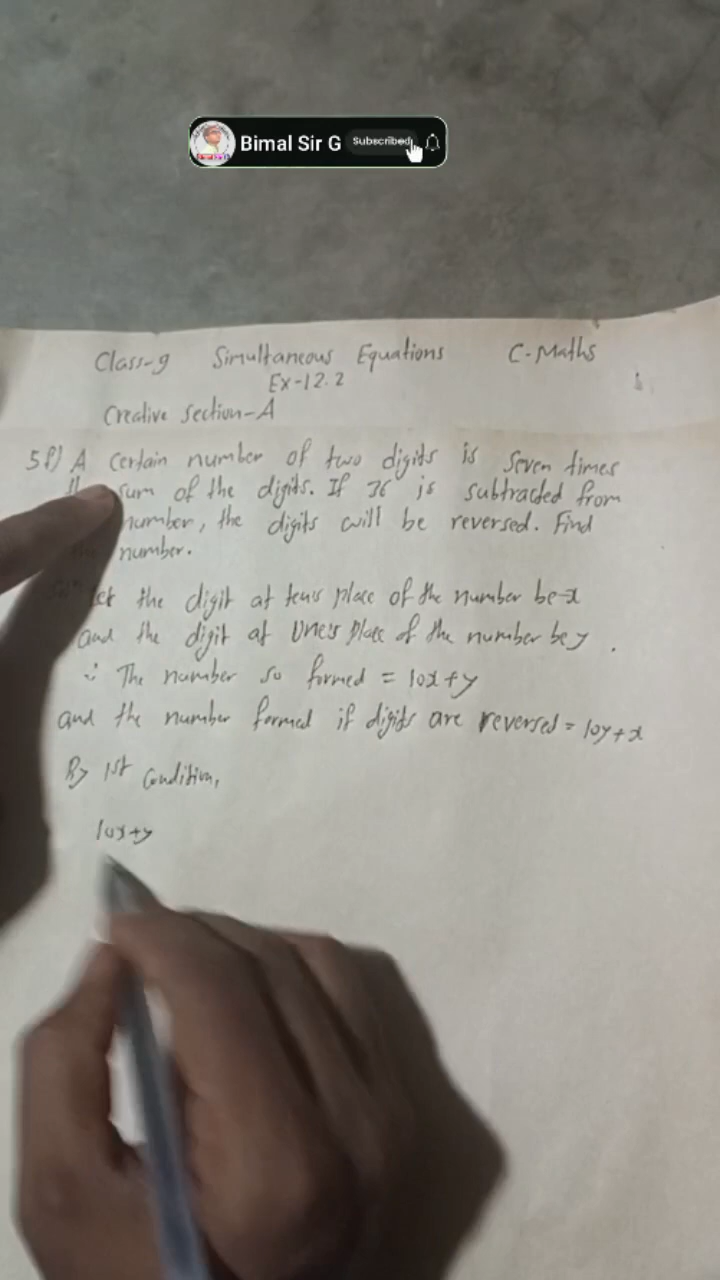 Bimal Sir G Subscribed
Class-9 Simultaneous Equations C-Maths
Ex-12.2
Creative Section-A
5f) A certain number of two digits is seven times
sum of the digits. If 36 is subtracted from
number, the digits will be reversed. Find
number.
let the digit at ten's place of the number be x
and the digit at one's place of the number be y.
∴ The number so formed = 10x+y
and the number formed if digits are reversed = 10y+x
By 1st Condition,
10x+y